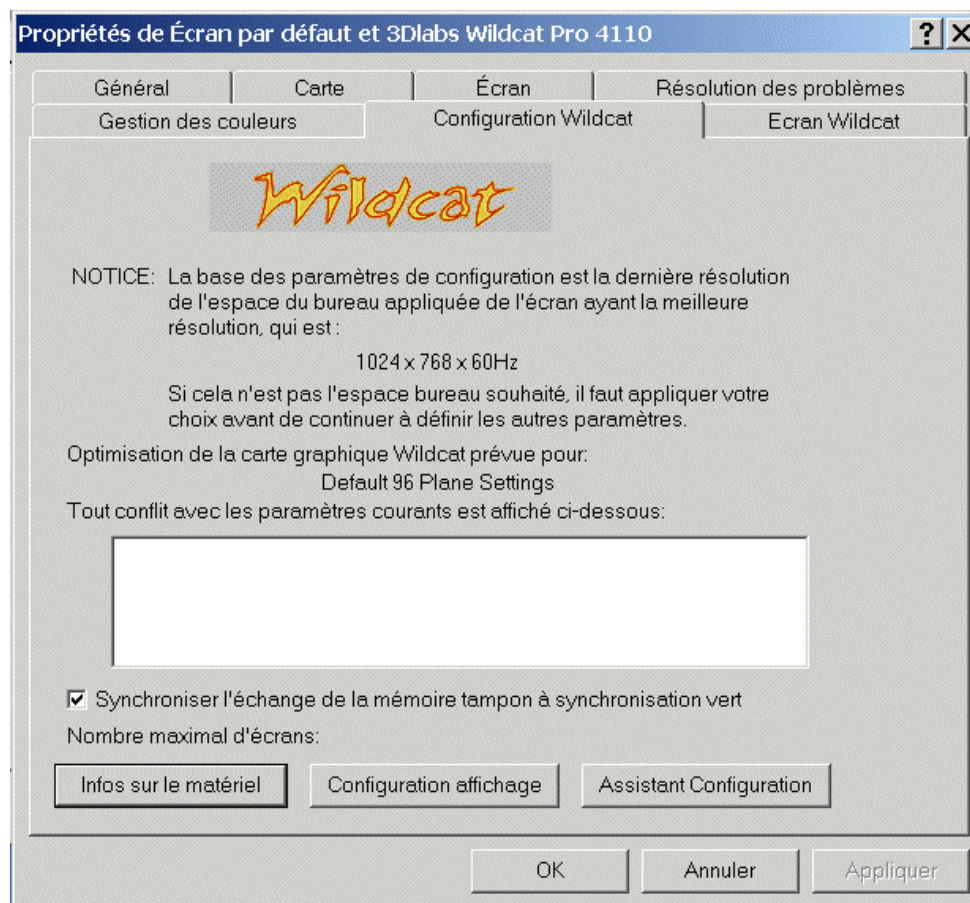 Propriétés de Écran par défaut et 3Dlabs Wildcat Pro 4110
Général
Carte
Écran
Résolution des problèmes
Gestion des couleurs
Configuration Wildcat
Ecran Wildcat
Wildcat
NOTICE: La base des paramètres de configuration est la dernière résolution
de l'espace du bureau appliquée de l'écran ayant la meilleure
résolution, qui est :
1024 x 768 x 60Hz
Si cela n'est pas l'espace bureau souhaité, il faut appliquer votre
choix avant de continuer à définir les autres paramètres.
Optimisation de la carte graphique Wildcat prévue pour:
Default 96 Plane Settings
Tout conflit avec les paramètres courants est affiché ci-dessous:
Synchroniser l'échange de la mémoire tampon à synchronisation vert
Nombre maximal d'écrans:
Infos sur le matériel
Configuration affichage
Assistant Configuration
OK
Annuler
Appliquer